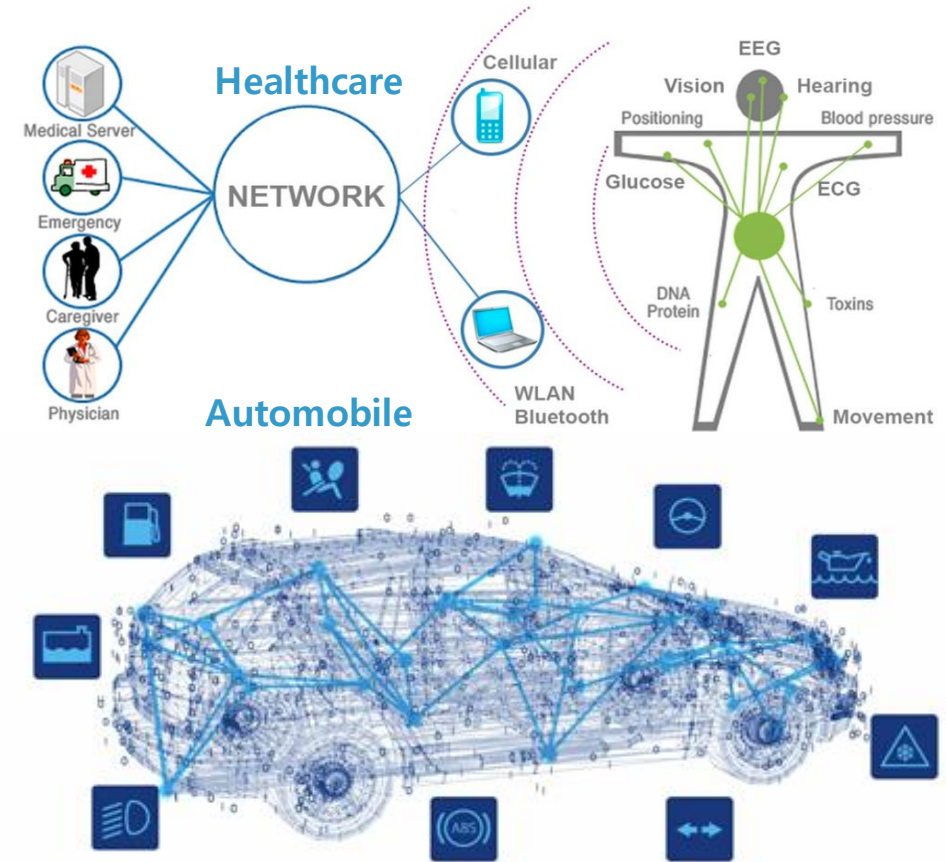 Healthcare
Medical Server
Emergency
Caregiver
Physician
NETWORK
Cellular
WLAN
Bluetooth
EEG
Vision
Hearing
Positioning
Blood pressure
Glucose
ECG
DNA
Protein
Toxins
Movement
Automobile
ABS